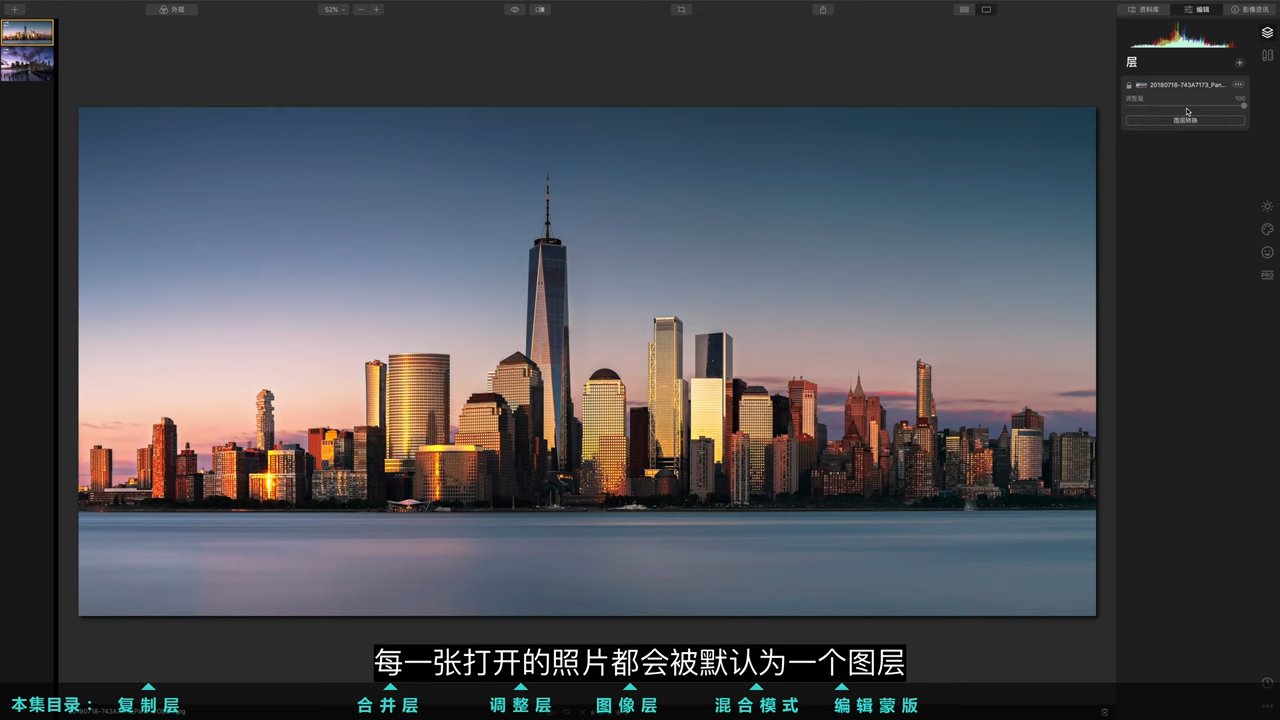 外观
52%
资料库
编辑
影像资讯
层
20180718-743A7173_Pan...
调整量
100
图层转换
PRO
每一张打开的照片都会被默认为一个图层
本集目录： 复制层 合并层 调整层 图像层 混合模式 编辑蒙版